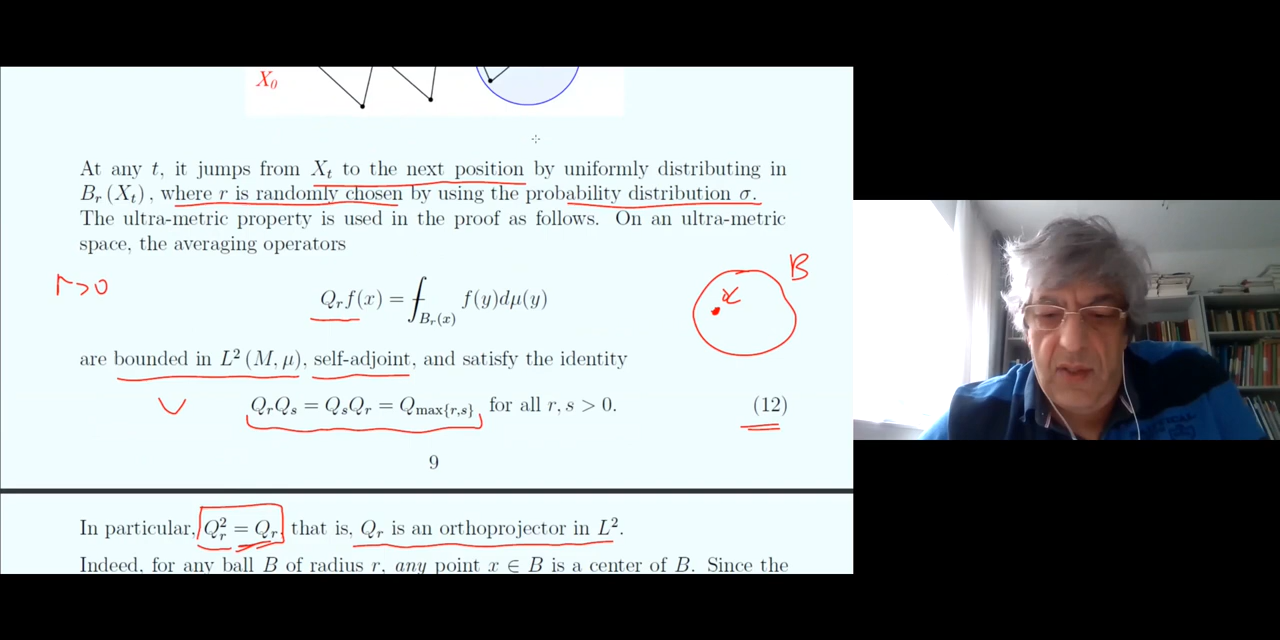 X₀
At any t, it jumps from Xₜ to the next position by uniformly distributing in
Bᵣ (Xₜ), where r is randomly chosen by using the probability distribution σ.
The ultra-metric property is used in the proof as follows. On an ultra-metric
space, the averaging operators
r>0
Qᵣf(x) = ⨍_{Bᵣ(x)} f(y)dμ(y)
B
x
are bounded in L² (M, μ), self-adjoint, and satisfy the identity
QᵣQₛ = QₛQᵣ = Q_{max{r,s}} for all r, s > 0. (12)
9
In particular, Qᵣ² = Qᵣ, that is, Qᵣ is an orthoprojector in L².
Indeed, for any ball B of radius r, any point x ∈ B is a center of B. Since the